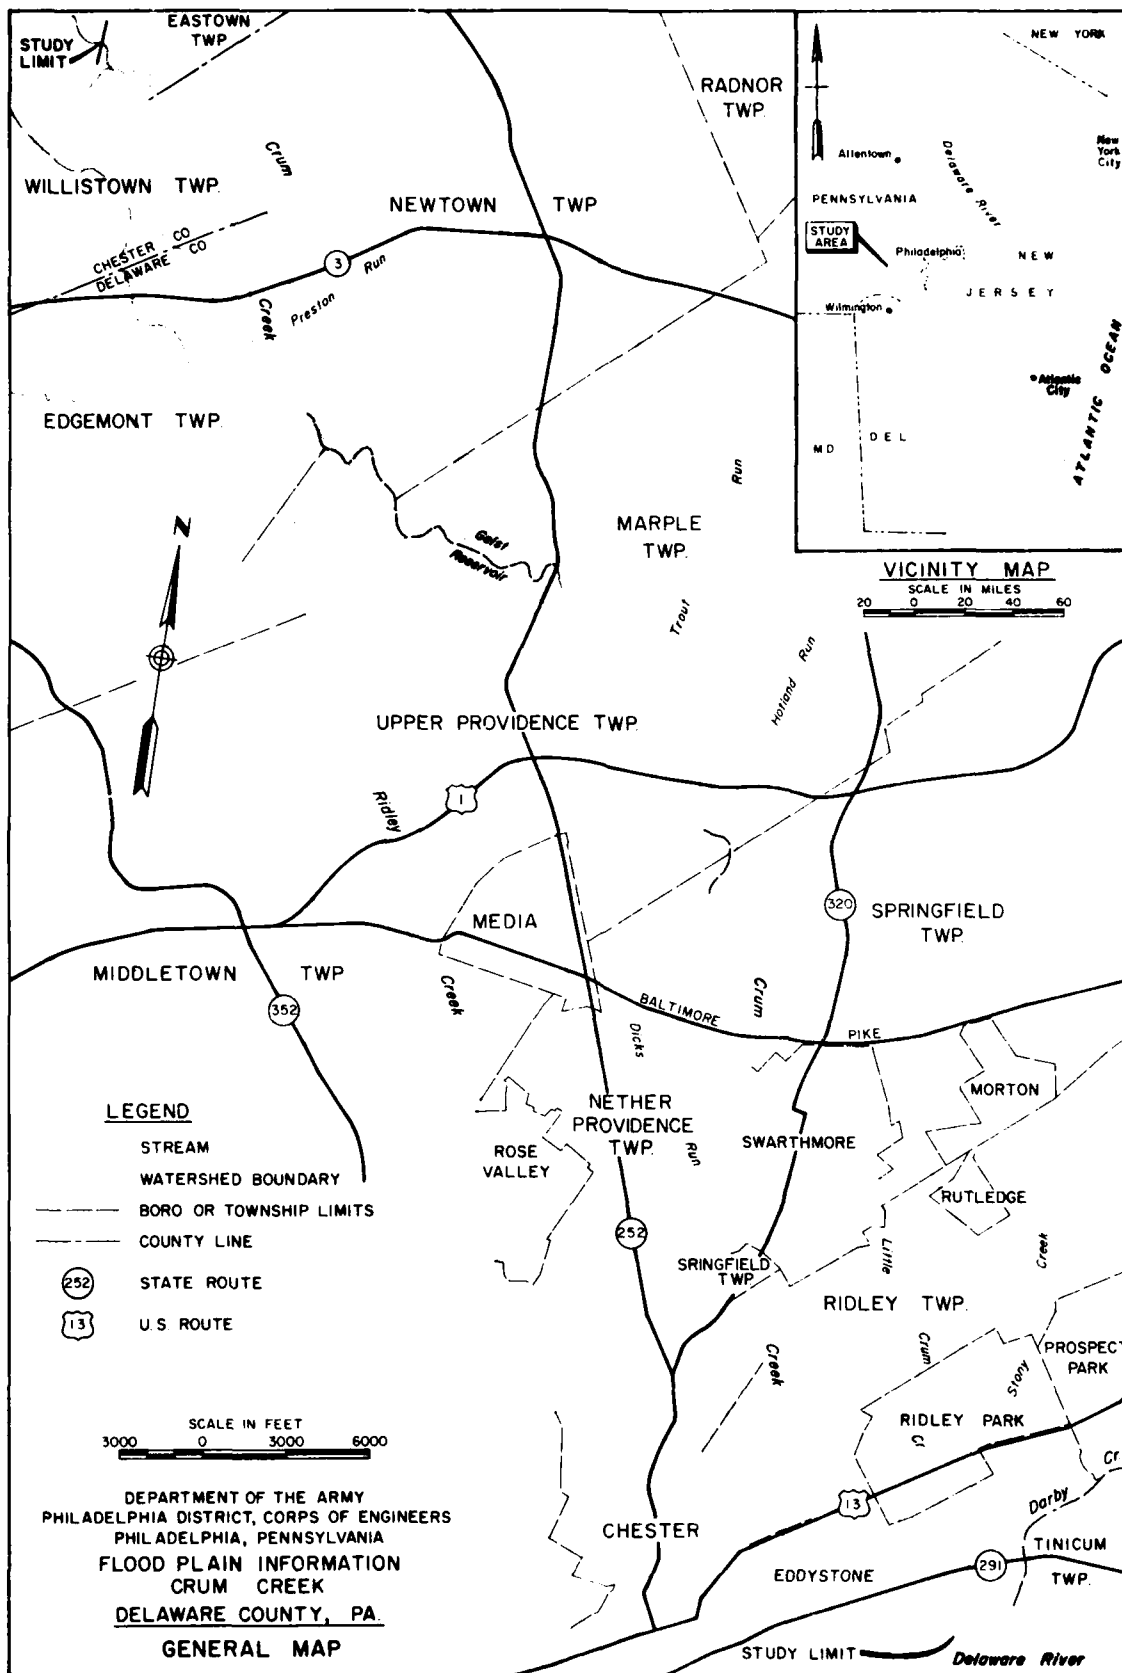 EASTOWN
TWP
STUDY
LIMIT
RADNOR
TWP.
NEW YORK
Allentown
New
York
City
Delaware River
PENNSYLVANIA
STUDY
AREA
Philadelphia
NEW
JERSEY
Wilmington
Atlantic
City
ATLANTIC OCEAN
MD
DEL
VICINITY MAP
SCALE IN MILES
20 0 20 40 60
Crum
WILLISTOWN TWP.
NEWTOWN TWP
CHESTER CO
DELAWARE CO
3
Preston Run
Creek
EDGEMONT TWP.
N
Geist
Reservoir
MARPLE
TWP.
Run
Trout
Hotland Run
UPPER PROVIDENCE TWP.
1
Ridley
MEDIA
320
SPRINGFIELD
TWP.
MIDDLETOWN TWP
Creek
Crum
352
BALTIMORE
PIKE
Dicks
MORTON
NETHER
PROVIDENCE
TWP.
Run
SWARTHMORE
ROSE
VALLEY
RUTLEDGE
LEGEND
STREAM
WATERSHED BOUNDARY
BORO OR TOWNSHIP LIMITS
COUNTY LINE
252
STATE ROUTE
13
U.S. ROUTE
252
Little
Creek
SRINGFIELD
TWP.
RIDLEY TWP.
Crum
Creek
Stony
PROSPECT
PARK
RIDLEY PARK
Cr
SCALE IN FEET
3000 0 3000 6000
13
Darby
Cr
CHESTER
TINICUM
TWP.
291
EDDYSTONE
DEPARTMENT OF THE ARMY
PHILADELPHIA DISTRICT, CORPS OF ENGINEERS
PHILADELPHIA, PENNSYLVANIA
FLOOD PLAIN INFORMATION
CRUM CREEK
DELAWARE COUNTY, PA.
GENERAL MAP
STUDY LIMIT
Delaware River